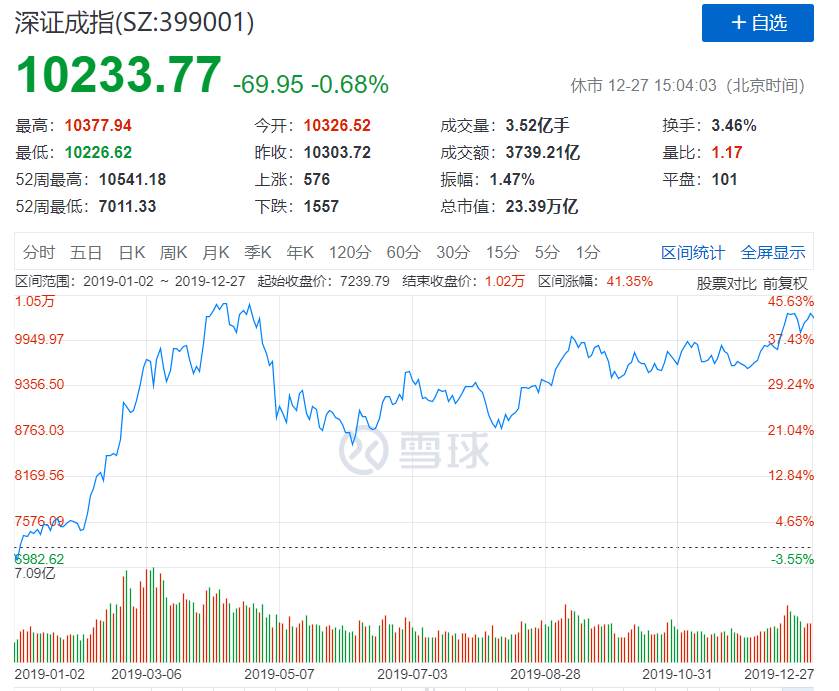 深证成指(SZ:399001)
+ 自选
10233.77 -69.95 -0.68%
休市 12-27 15:04:03 (北京时间)
最高：10377.94 今开：10326.52 成交量：3.52亿手 换手：3.46%
最低：10226.62 昨收：10303.72 成交额：3739.21亿 量比：1.17
52周最高：10541.18 上涨：576 振幅：1.47% 平盘：101
52周最低：7011.33 下跌：1557 总市值：23.39万亿
分时 五日 日K 周K 月K 季K 年K 120分 60分 30分 15分 5分 1分 区间统计 全屏显示
区间范围：2019-01-02 ~ 2019-12-27 起始收盘价：7239.79 结束收盘价：1.02万 区间涨幅：41.35% 股票对比 前复权
1.05万 45.63%
9949.97 37.43%
9356.50 29.24%
8763.03 21.04%
雪球
8169.56 12.84%
7576.09 4.65%
6982.62 -3.55%
7.09亿
2019-01-02 2019-03-06 2019-05-07 2019-07-03 2019-08-28 2019-10-31 2019-12-27